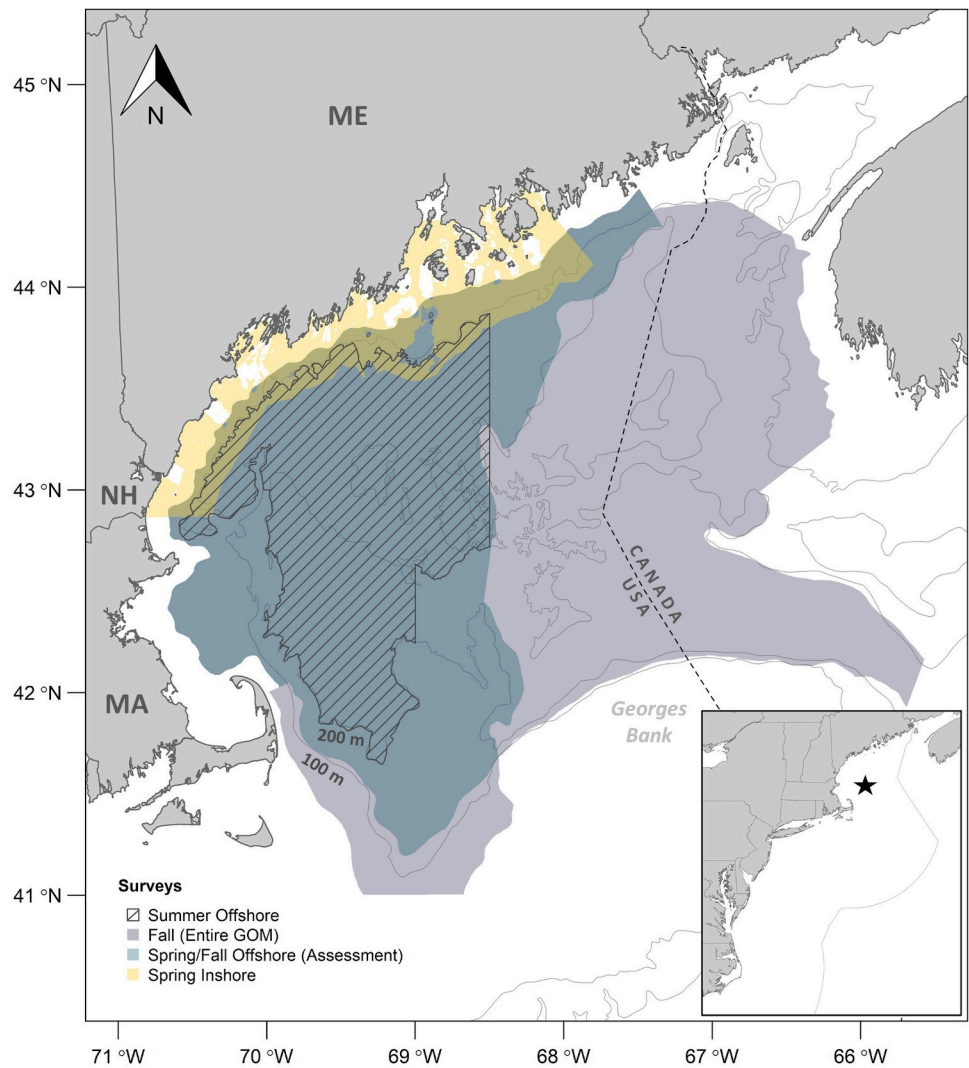 45 °N
44 °N
43 °N
42 °N
41 °N
N
ME
NH
MA
CANADA
USA
Georges
Bank
200 m
100 m
Surveys
Summer Offshore
Fall (Entire GOM)
Spring/Fall Offshore (Assessment)
Spring Inshore
71 °W
70 °W
69 °W
68 °W
67 °W
66 °W